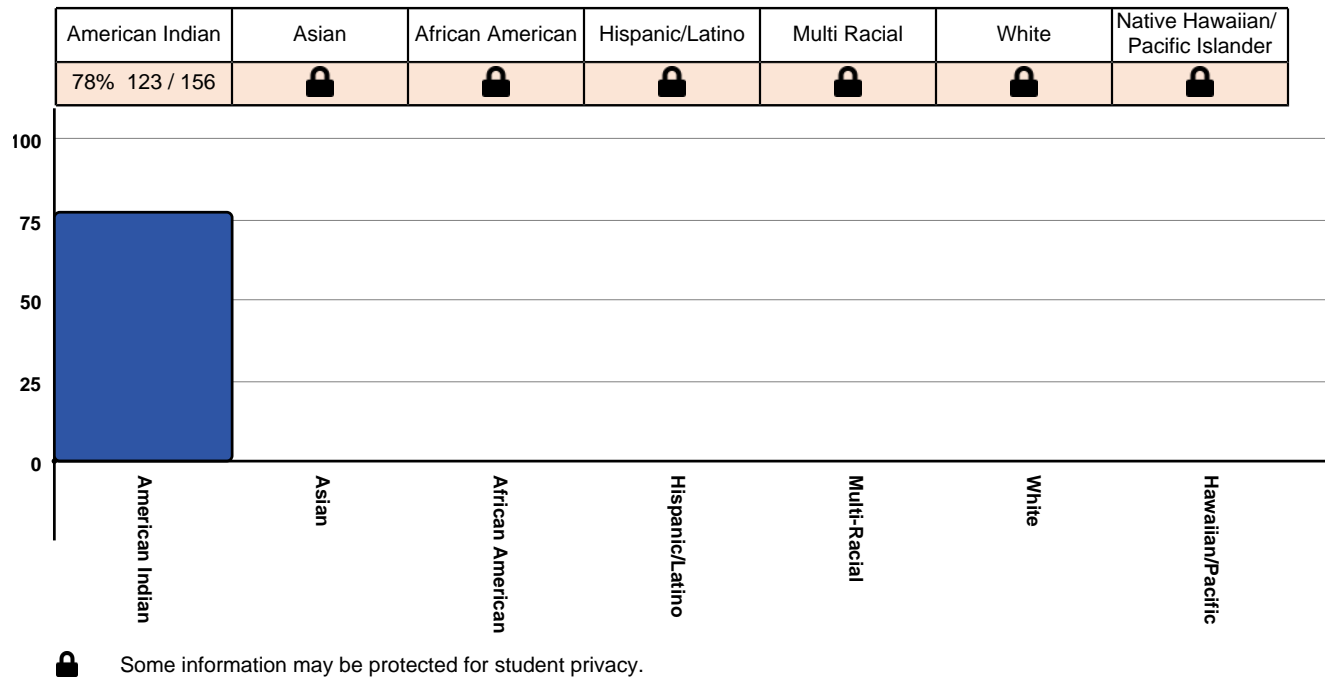 American Indian Asian African American Hispanic/Latino Multi Racial White Native Hawaiian/
Pacific Islander
78% 123 / 156
100
75
50
25
0
American Indian
Asian
African American
Hispanic/Latino
Multi-Racial
White
Hawaiian/Pacific
Some information may be protected for student privacy.